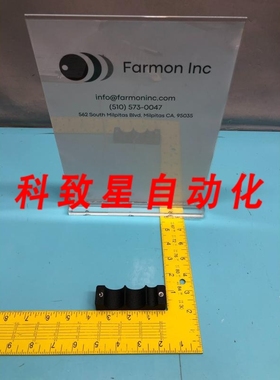 Farmon Inc
info@farmoninc.com
(510) 573-0047
562 South Milpitas Blvd, Milpitas CA. 95035
科致星自动化